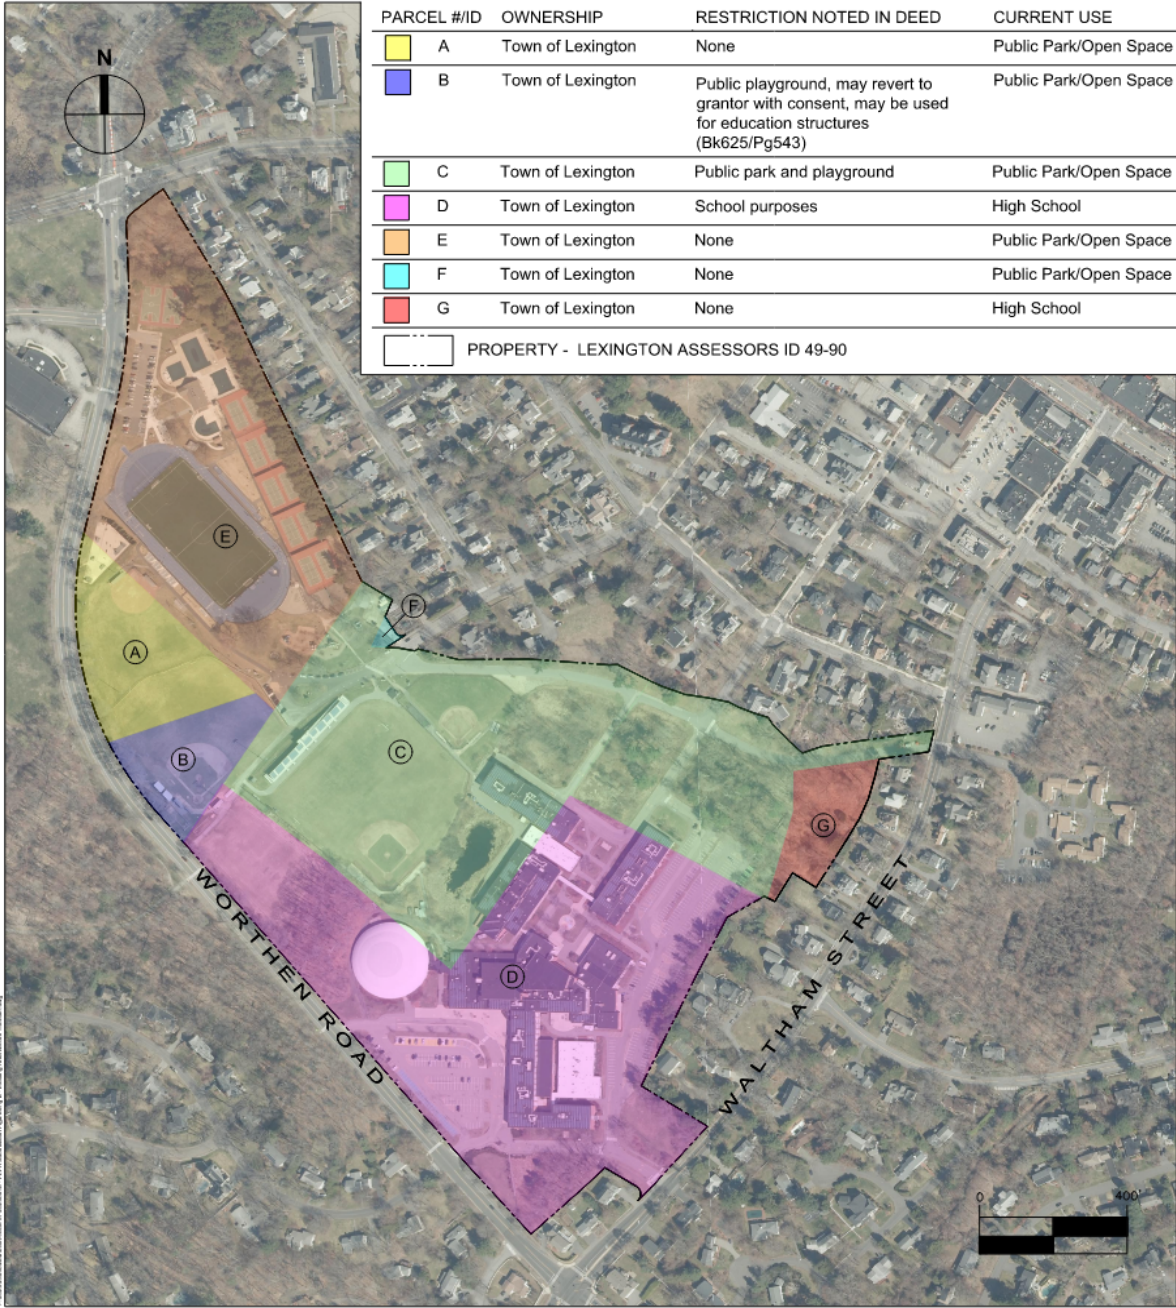 PARCEL #/ID OWNERSHIP RESTRICTION NOTED IN DEED CURRENT USE
A Town of Lexington None Public Park/Open Space
B Town of Lexington Public playground, may revert to Public Park/Open Space
grantor with consent, may be used
for education structures
(Bk625/Pg543)
C Town of Lexington Public park and playground Public Park/Open Space
D Town of Lexington School purposes High School
E Town of Lexington None Public Park/Open Space
F Town of Lexington None Public Park/Open Space
G Town of Lexington None High School
PROPERTY - LEXINGTON ASSESSORS ID 49-90
N
E
F
A
C
B
G
D
WORTHEN ROAD
WALTHAM STREET
0 400'